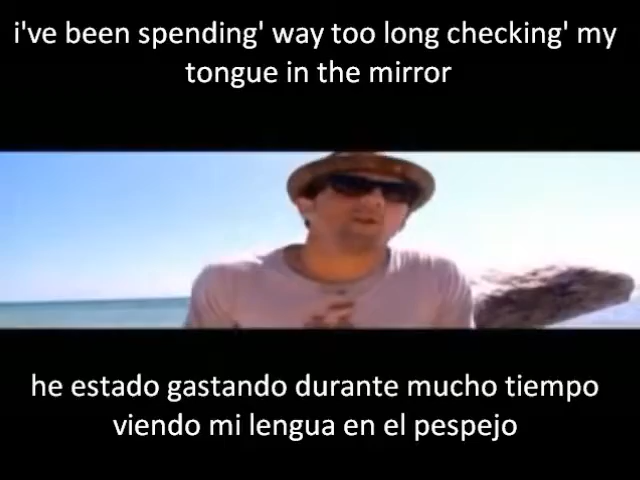 i've been spending' way too long checking' my
tongue in the mirror
he estado gastando durante mucho tiempo
viendo mi lengua en el pespejo